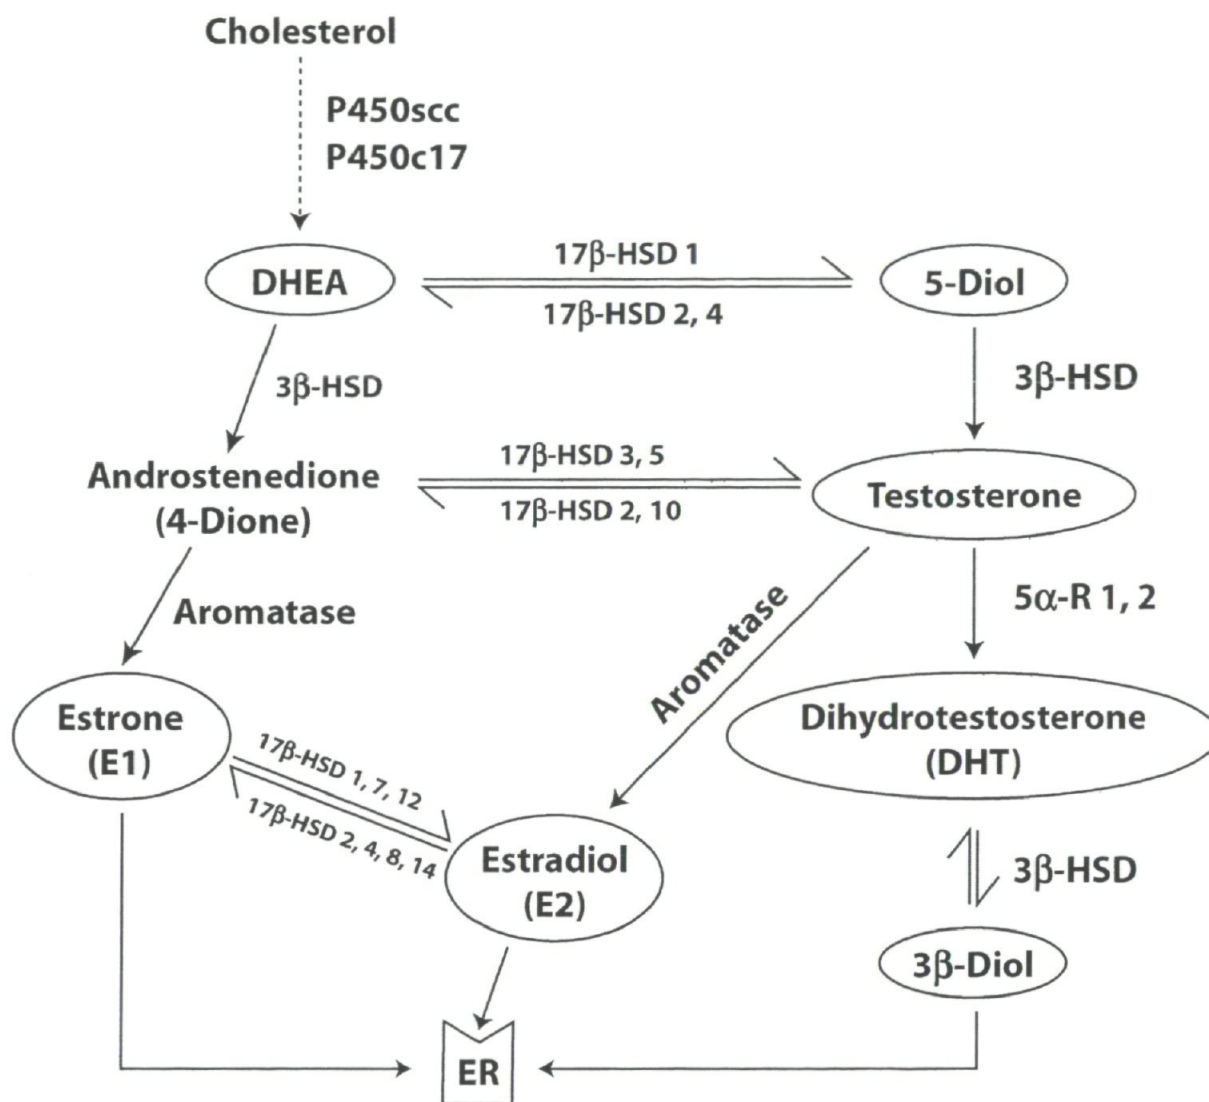 Cholesterol
P450scc
P450c17
17β-HSD 1
DHEA
5-Diol
17β-HSD 2, 4
3β-HSD
3β-HSD
17β-HSD 3, 5
Androstenedione
(4-Dione)
Testosterone
17β-HSD 2, 10
Aromatase
Aromatase
5α-R 1, 2
Estrone
(E1)
Dihydrotestosterone
(DHT)
17β-HSD 1, 7, 12
17β-HSD 2, 4, 8, 14
Estradiol
(E2)
3β-HSD
3β-Diol
ER